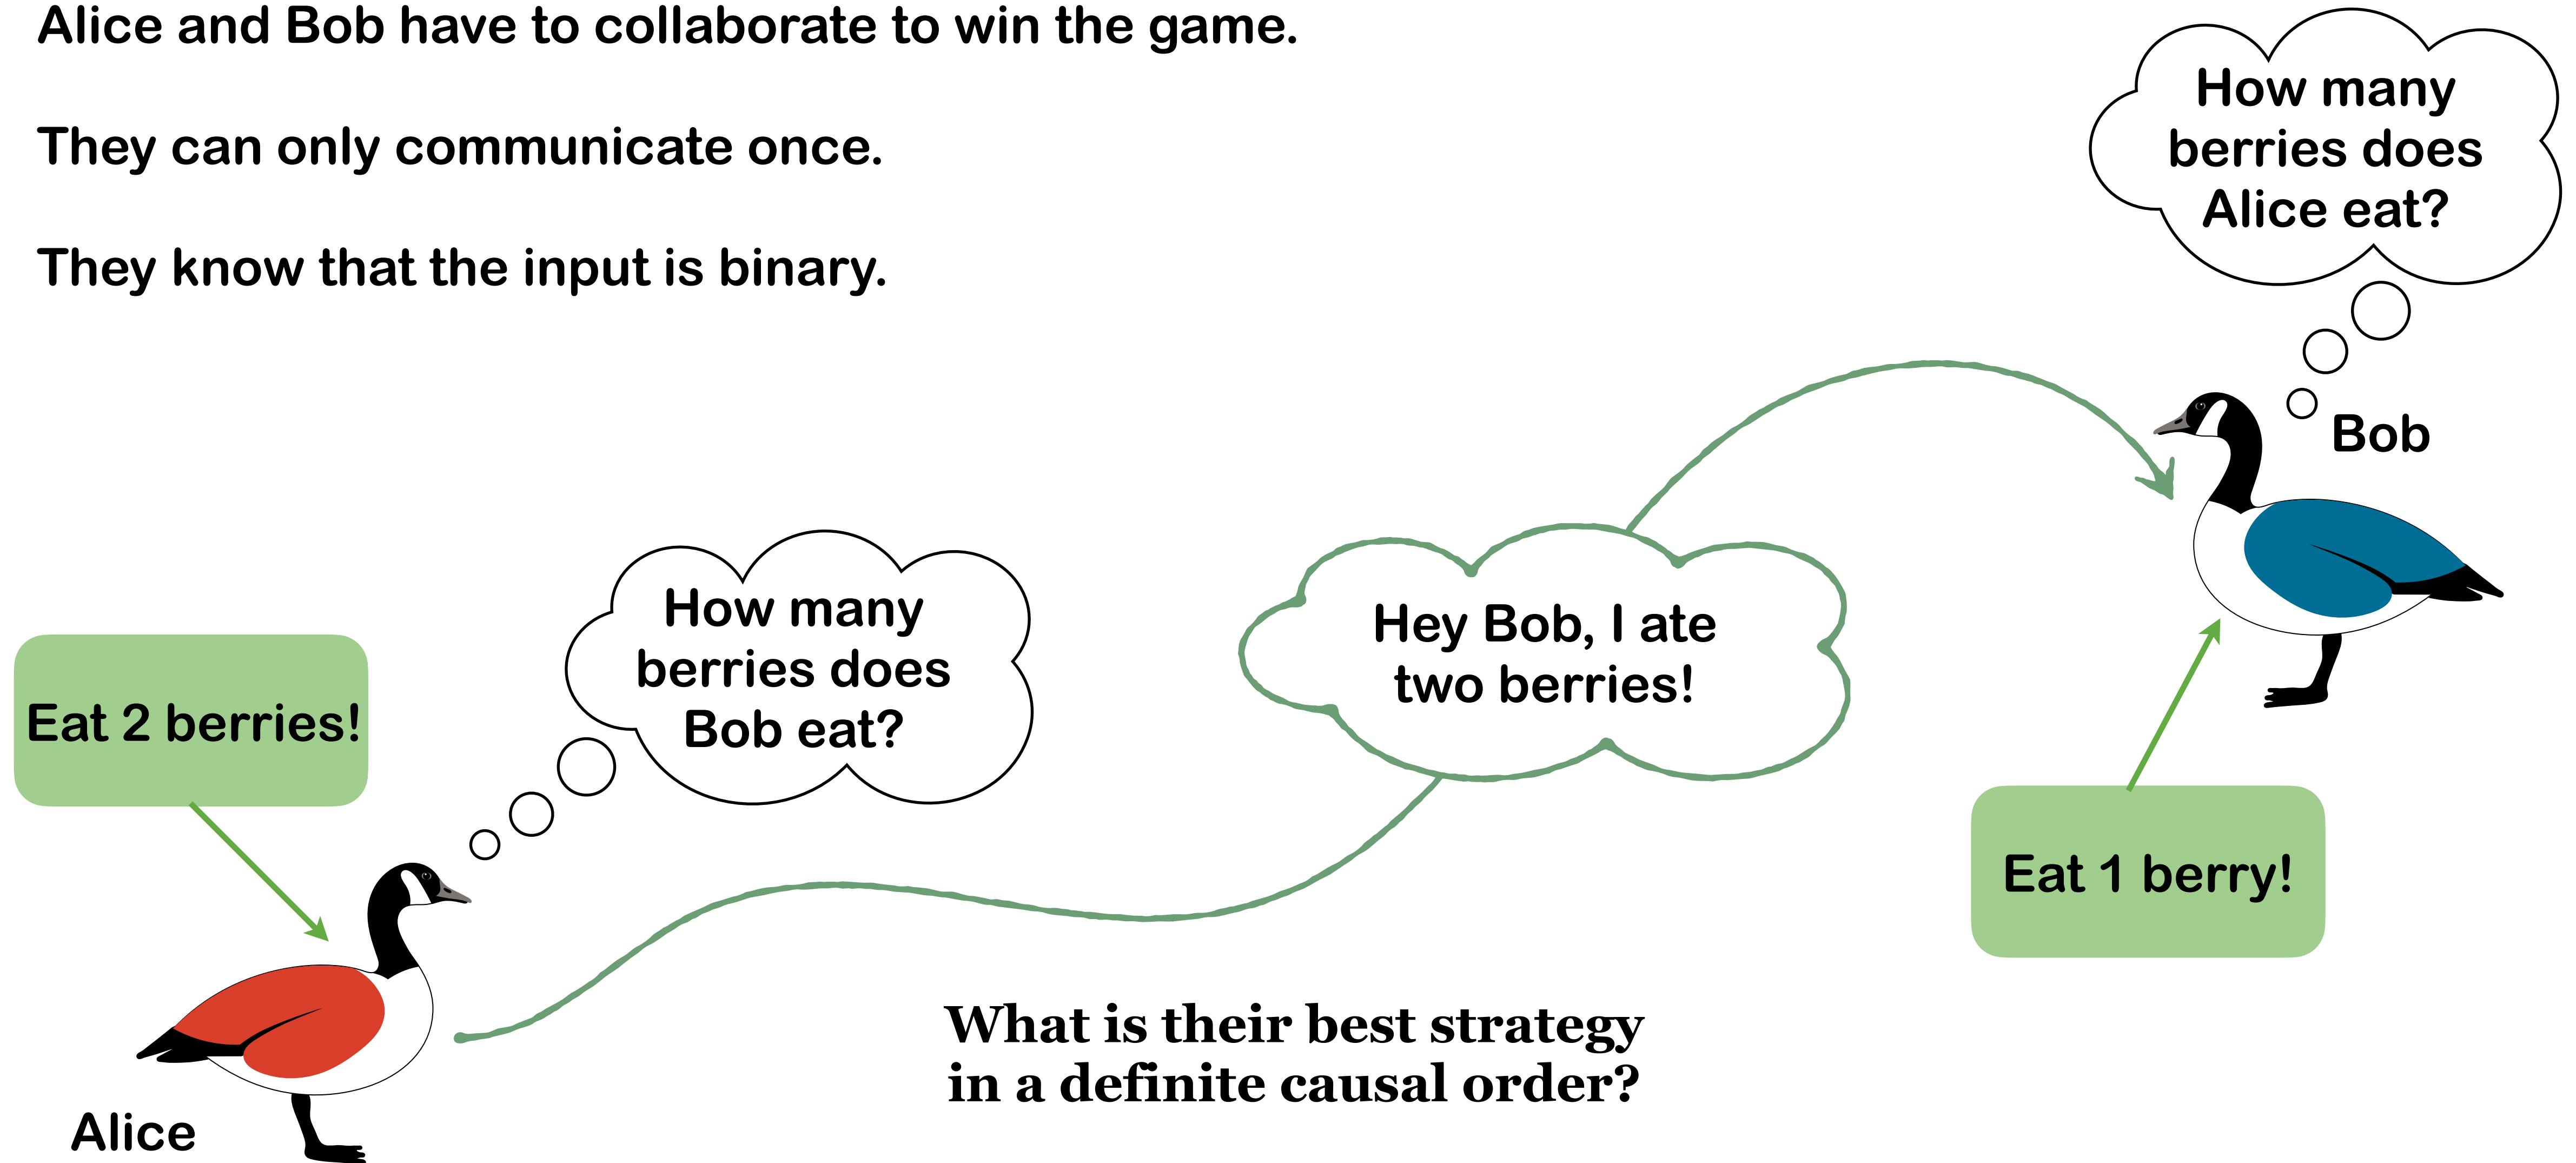 Alice and Bob have to collaborate to win the game.
They can only communicate once.
They know that the input is binary.
How many
berries does
Alice eat?
Bob
How many
berries does
Bob eat?
Hey Bob, I ate
two berries!
Eat 2 berries!
Eat 1 berry!
What is their best strategy
in a definite causal order?
Alice